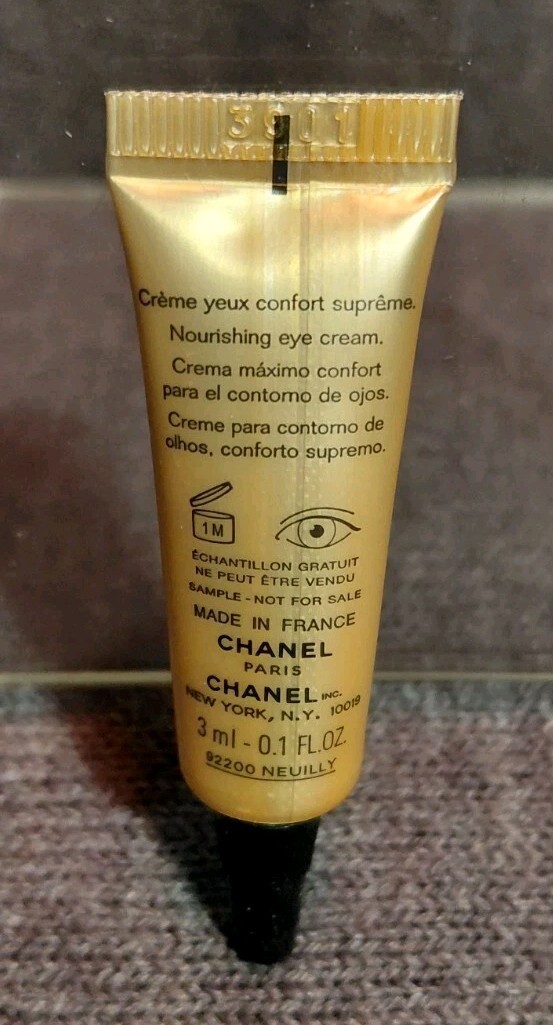 3901
Crème yeux confort suprême.
Nourishing eye cream.
Crema máximo confort
para el contorno de ojos.
Creme para contorno de
olhos, conforto supremo.
1M
ÉCHANTILLON GRATUIT
NE PEUT ÊTRE VENDU
SAMPLE - NOT FOR SALE
MADE IN FRANCE
CHANEL
PARIS
CHANEL INC.
NEW YORK, N.Y. 10019
3 ml - 0.1 FL.OZ.
92200 NEUILLY